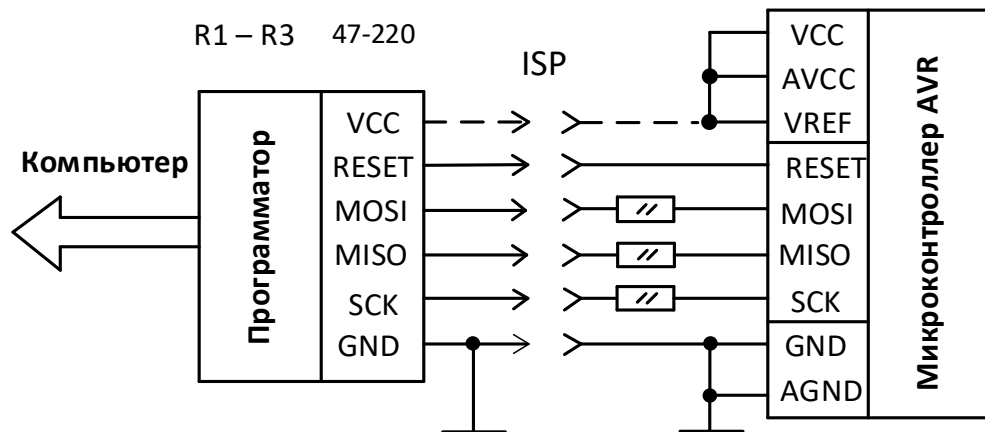 R1 – R3 47-220
ISP
Компьютер
Программатор
VCC
RESET
MOSI
MISO
SCK
GND
VCC
AVCC
VREF
RESET
MOSI
MISO
SCK
GND
AGND
Микроконтроллер AVR